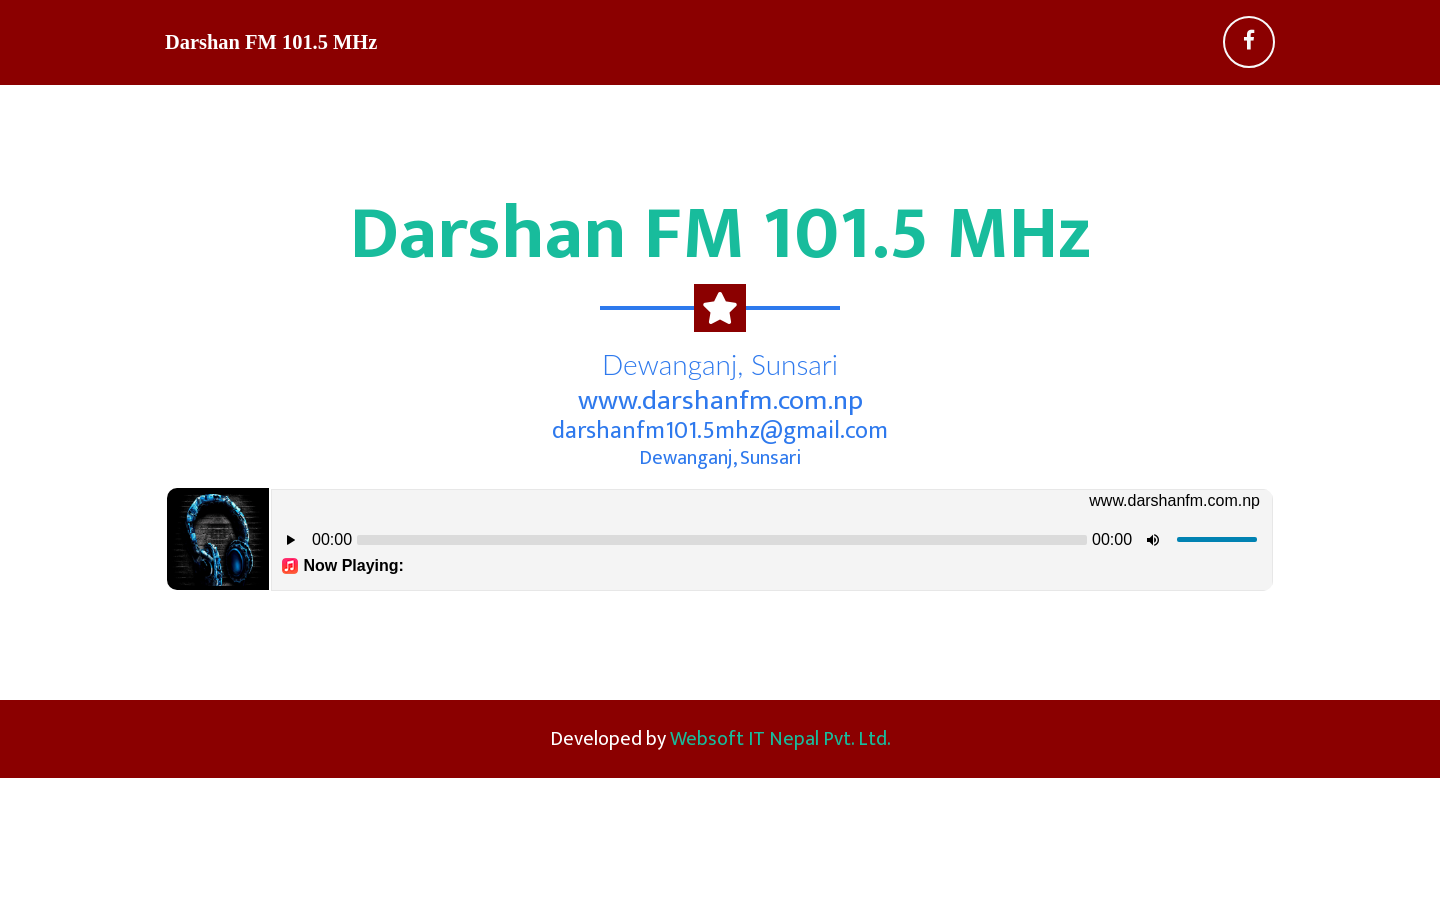 Darshan FM 101.5 MHz
Darshan FM 101.5 MHz
Dewanganj, Sunsari
www.darshanfm.com.np
darshanfm101.5mhz@gmail.com
Dewanganj, Sunsari
www.darshanfm.com.np
00:00 00:00
Now Playing:
Developed by Websoft IT Nepal Pvt. Ltd.